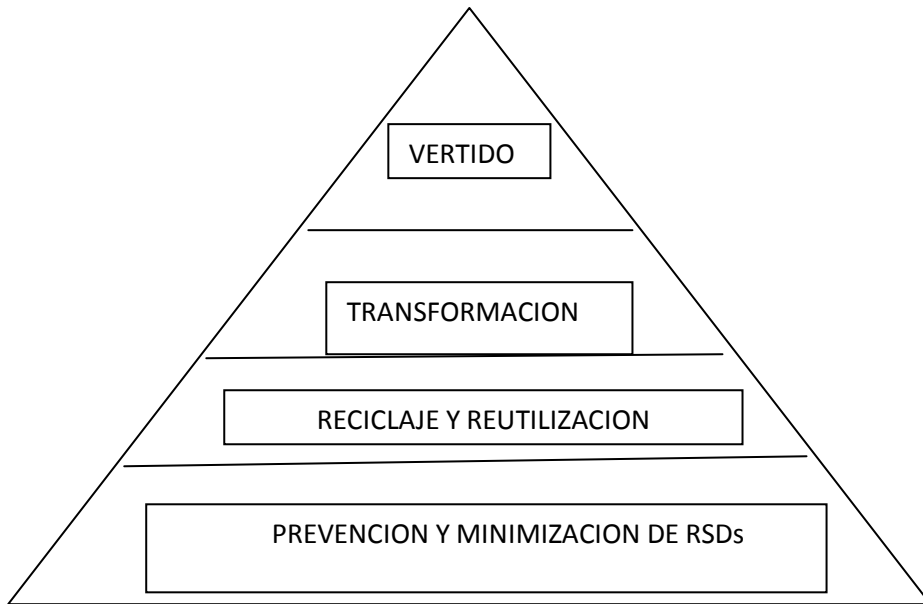 VERTIDO
TRANSFORMACION
RECICLAJE Y REUTILIZACION
PREVENCION Y MINIMIZACION DE RSDs